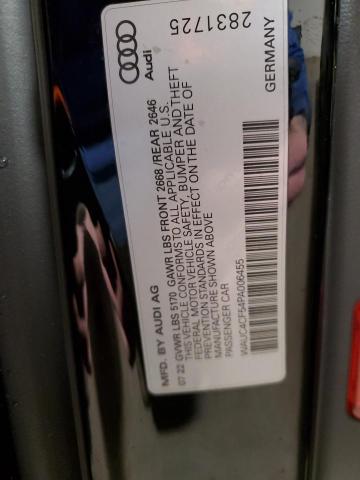 Audi
2831725
GERMANY
MFD. BY AUDI AG
07 22 GVWR LBS 5170 GAWR LBS FRONT 2668 /REAR 2646
THIS VEHICLE CONFORMS TO ALL APPLICABLE U.S.
FEDERAL MOTOR VEHICLE SAFETY, BUMPER AND THEFT
PREVENTION STANDARDS IN EFFECT ON THE DATE OF
MANUFACTURE SHOWN ABOVE
PASSENGER CAR
WAUC4CF54PA006455